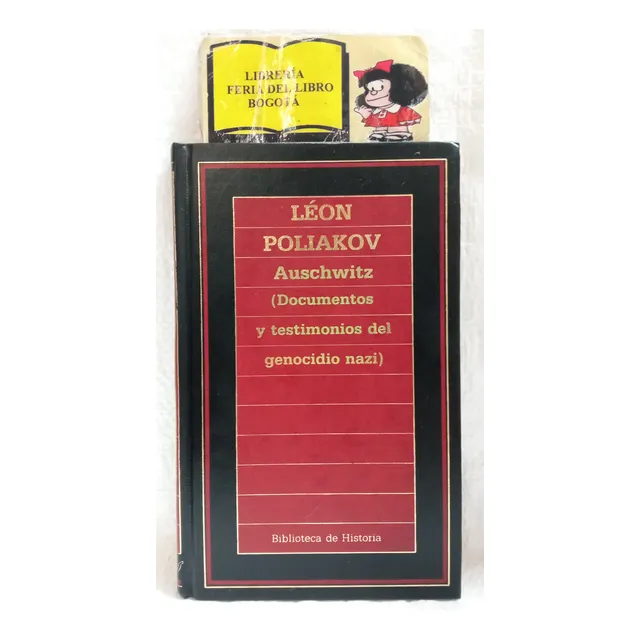 LIBRERÍA
FERIA DEL LIBRO
BOGOTÁ
LÉON
POLIAKOV
Auschwitz
(Documentos
y testimonios del
genocidio nazi)
Biblioteca de Historia